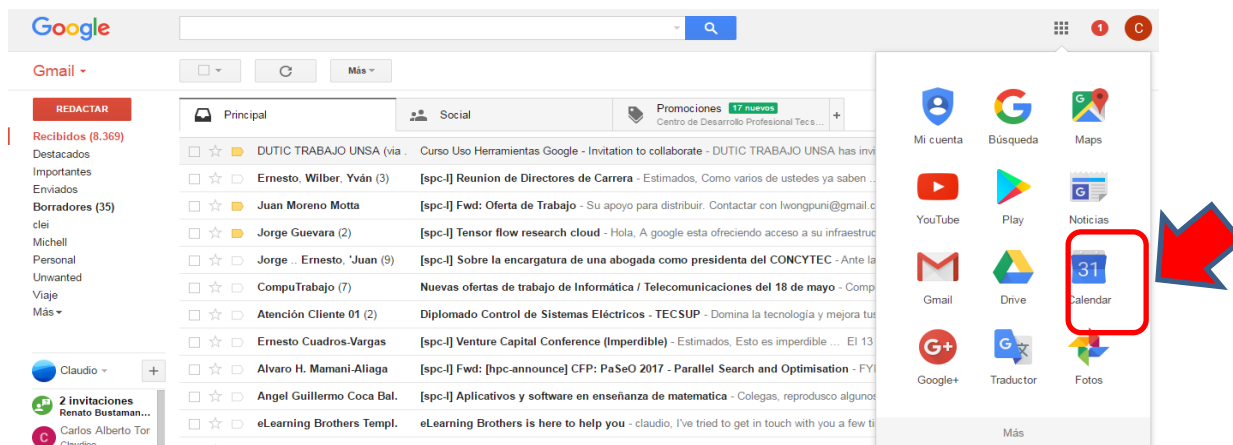 Google
1
C
Gmail
Más
REDACTAR
Recibidos (8.369)
Destacados
Importantes
Enviados
Borradores (35)
clei
Michell
Personal
Unwanted
Viaje
Más
Claudio
+
2 invitaciones
Renato Bustaman...
C
Carlos Alberto Tor
Principal
Social
Promociones 17 nuevos
Centro de Desarrollo Profesional Tecs...
+
DUTIC TRABAJO UNSA (via . Curso Uso Herramientas Google - Invitation to collaborate - DUTIC TRABAJO UNSA has invi
Ernesto, Wilber, Yván (3) [spc-l] Reunion de Directores de Carrera - Estimados, Como varios de ustedes ya saben ..
Juan Moreno Motta [spc-l] Fwd: Oferta de Trabajo - Su apoyo para distribuir. Contactar con lwongpuni@gmail.c
Jorge Guevara (2) [spc-l] Tensor flow research cloud - Hola, A google esta ofreciendo acceso a su infraestruc
Jorge .. Ernesto, 'Juan (9) [spc-l] Sobre la encargatura de una abogada como presidenta del CONCYTEC - Ante la
CompuTrabajo (7) Nuevas ofertas de trabajo de Informática / Telecomunicaciones del 18 de mayo - Comp
Atención Cliente 01 (2) Diplomado Control de Sistemas Eléctricos - TECSUP - Domina la tecnología y mejora tus
Ernesto Cuadros-Vargas [spc-l] Venture Capital Conference (Imperdible) - Estimados, Esto es imperdible ... El 13
Alvaro H. Mamani-Aliaga [spc-l] Fwd: [hpc-announce] CFP: PaSeO 2017 - Parallel Search and Optimisation - FYI
Angel Guillermo Coca Bal. [spc-l] Aplicativos y software en enseñanza de matematica - Colegas, reprodusco algunos
eLearning Brothers Templ. eLearning Brothers is here to help you - claudio, I've tried to get in touch with you a few ti
Mi cuenta
G
Búsqueda
G
Maps
YouTube
Play
G
Noticias
Gmail
Drive
31
Calendar
G+
Google+
G 文
Traductor
Fotos
Más